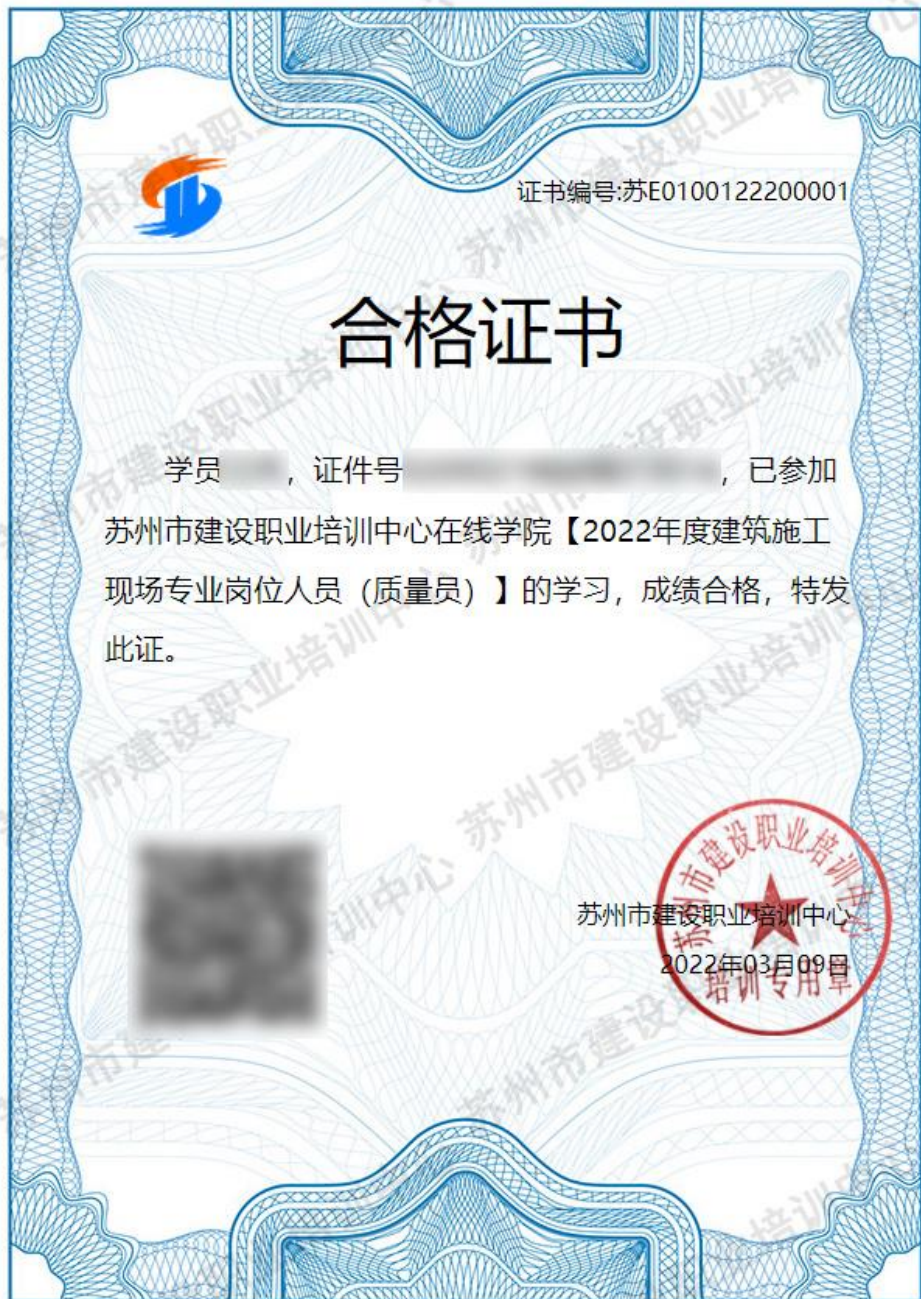 证书编号:苏E0100122200001
合格证书
学员 ，证件号 ，已参加
苏州市建设职业培训中心在线学院【2022年度建筑施工
现场专业岗位人员（质量员）】的学习，成绩合格，特发
此证。
苏州市建设职业培训中心
2022年03月09日
苏州市建设职业培训中心
培训专用章